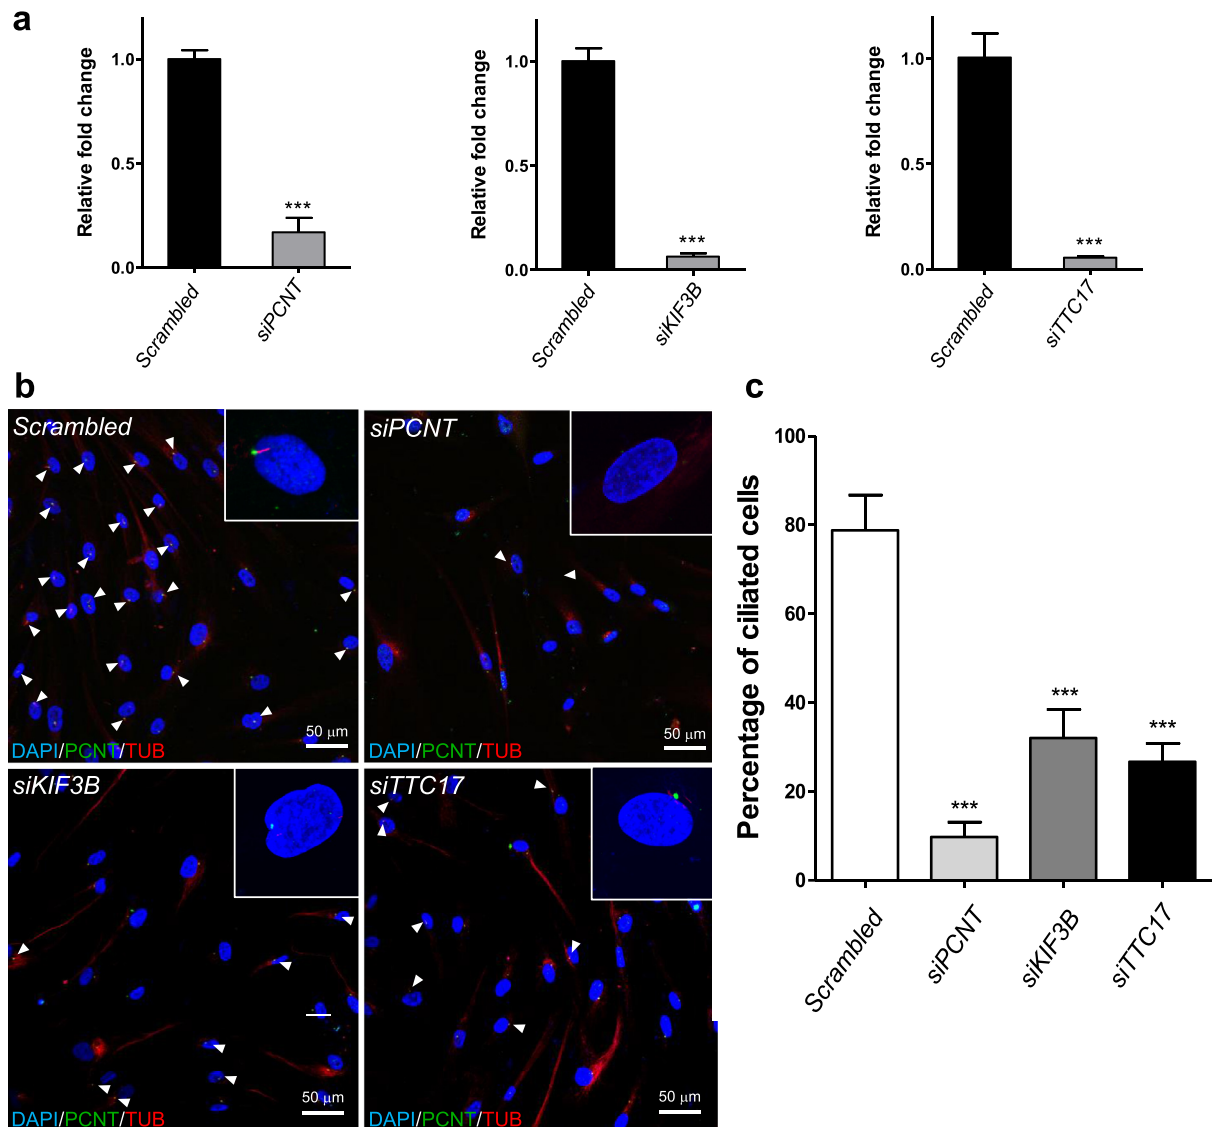 a
Relative fold change
1.0
0.5
0.0
***
Scrambled
siPCNT
Relative fold change
1.0
0.5
0.0
***
Scrambled
siKIF3B
Relative fold change
1.0
0.5
0.0
***
Scrambled
siTTC17
b
Scrambled
50 μm
DAPI/PCNT/TUB
siPCNT
50 μm
DAPI/PCNT/TUB
siKIF3B
50 μm
DAPI/PCNT/TUB
siTTC17
50 μm
DAPI/PCNT/TUB
c
Percentage of ciliated cells
100
80
60
40
20
0
***
***
***
Scrambled
siPCNT
siKIF3B
siTTC17